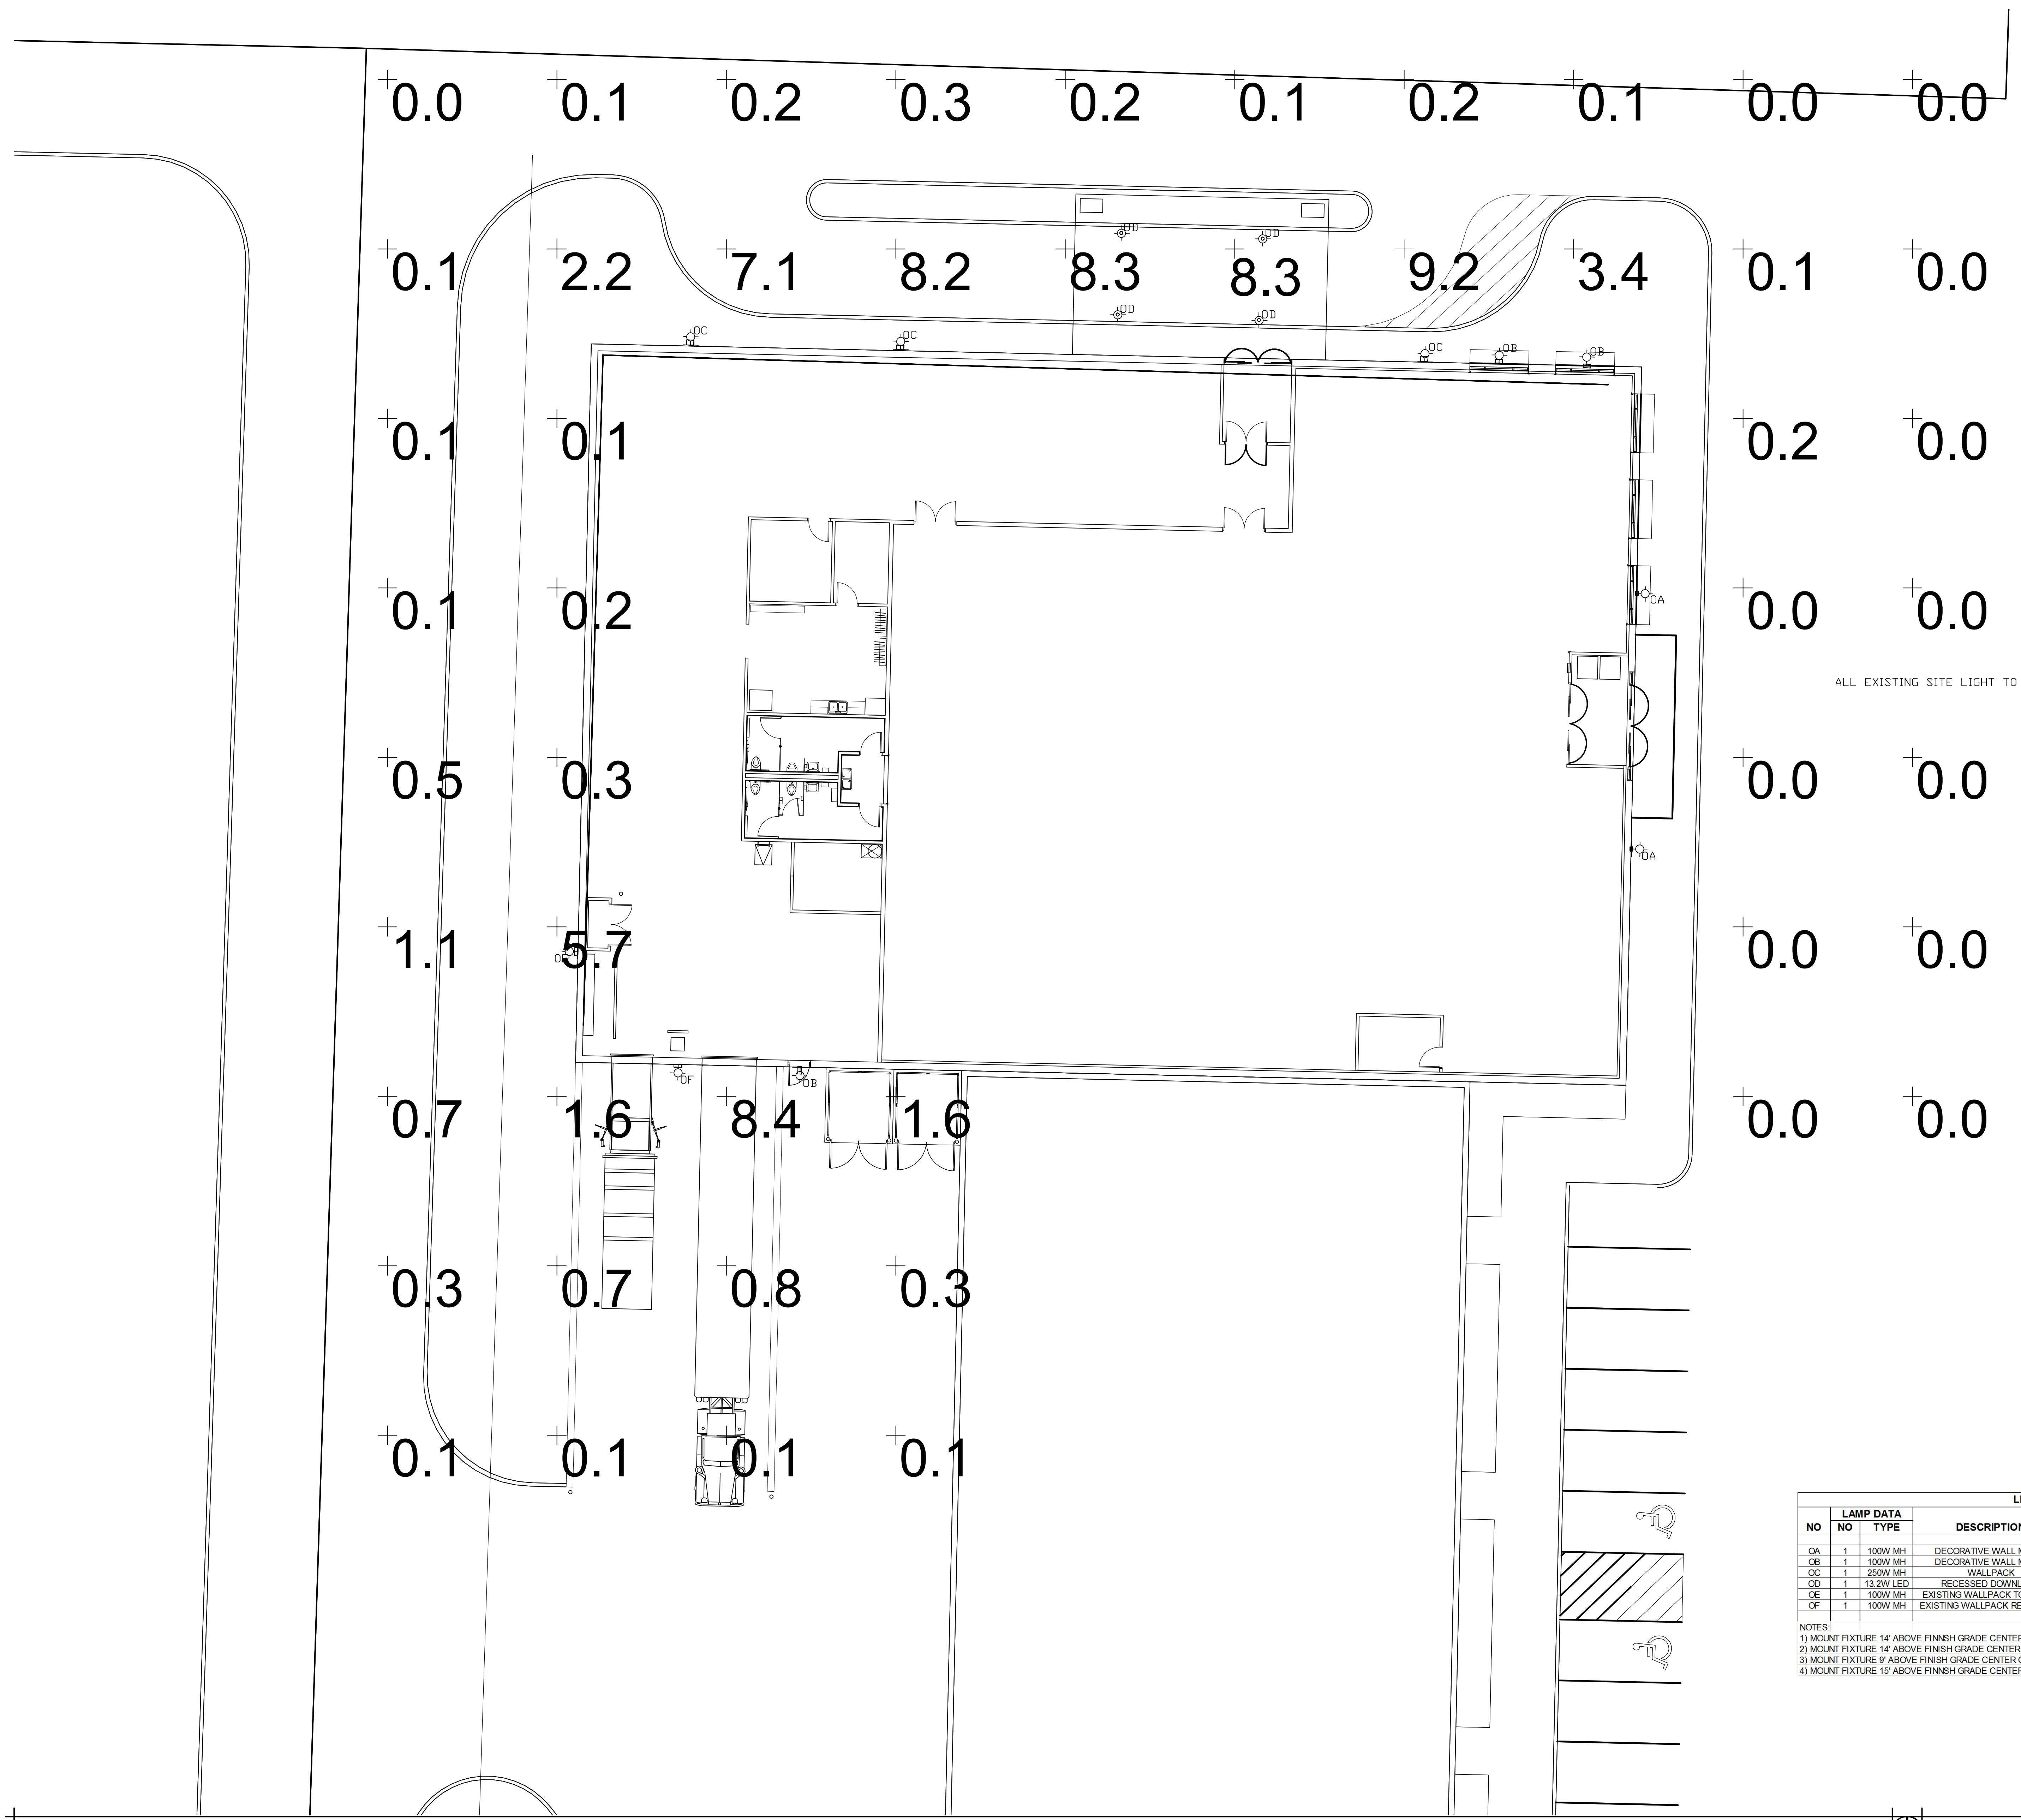 0.0 0.1 0.2 0.3 0.2 0.1 0.2 0.1 0.0 0.0
OD OD
0.1 2.2 7.1 8.2 8.3 8.3 9.2 3.4 0.1 0.0
OD OD
OC OC OC OB OB
0.1 0.1 0.2 0.0
0.1 0.2 0.0 0.0
OA
ALL EXISTING SITE LIGHT TO
0.5 0.3 0.0 0.0
OA
1.1 5.7 0.0 0.0
OF OB
0.7 1.6 8.4 1.6 0.0 0.0
0.3 0.7 0.8 0.3
0.1 0.1 0.1 0.1
LAMP DATA
NO NO TYPE DESCRIPTION
OA 1 100W MH DECORATIVE WALL
OB 1 100W MH DECORATIVE WALL
OC 1 250W MH WALLPACK
OD 1 13.2W LED RECESSED
OE 1 100W MH EXISTING WALLPACK
OF 1 100W MH EXISTING WALLPACK
NOTES:
1) MOUNT FIXTURE 14' ABOVE FINNSH GRADE CENTER
2) MOUNT FIXTURE 14' ABOVE FINISH GRADE CENTER
3) MOUNT FIXTURE 9' ABOVE FINISH GRADE CENTER
4) MOUNT FIXTURE 15' ABOVE FINNSH GRADE CENTER